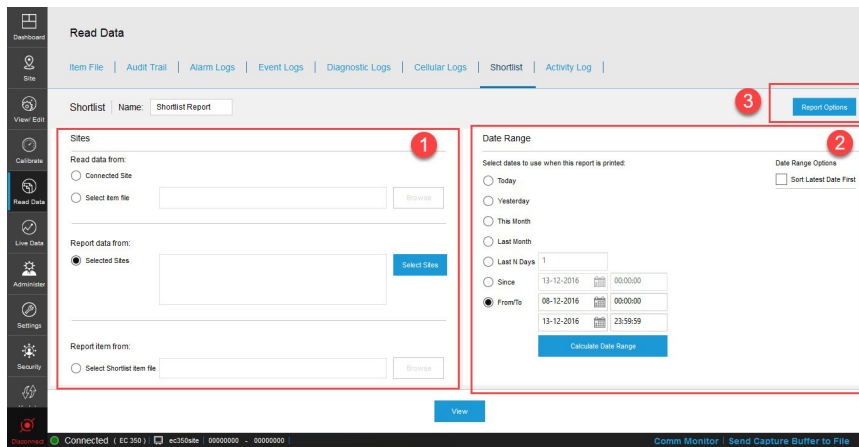 Dashboard
Site
View/ Edit
Calibrate
Read Data
Live Data
Administer
Settings
Security
Disconnect
Read Data
Item File | Audit Trail | Alarm Logs | Event Logs | Diagnostic Logs | Cellular Logs | Shortlist | Activity Log |
Shortlist | Name: Shortlist Report
3
Report Options
Sites
1
Read data from:
Connected Site
Select item file
Browse
Report data from:
Selected Sites
Select Sites
Report item from:
Select Shortlist item file
Browse
Date Range
2
Select dates to use when this report is printed:
Today
Yesterday
This Month
Last Month
Last N Days 1
Since 13-12-2016 00:00:00
From/To 08-12-2016 00:00:00
13-12-2016 23:59:59
Calculate Date Range
Date Range Options
Sort Latest Date First
View
Connected ( EC 350 ) | ec350site | 00000000 - 00000000 |
Comm Monitor | Send Capture Buffer to File